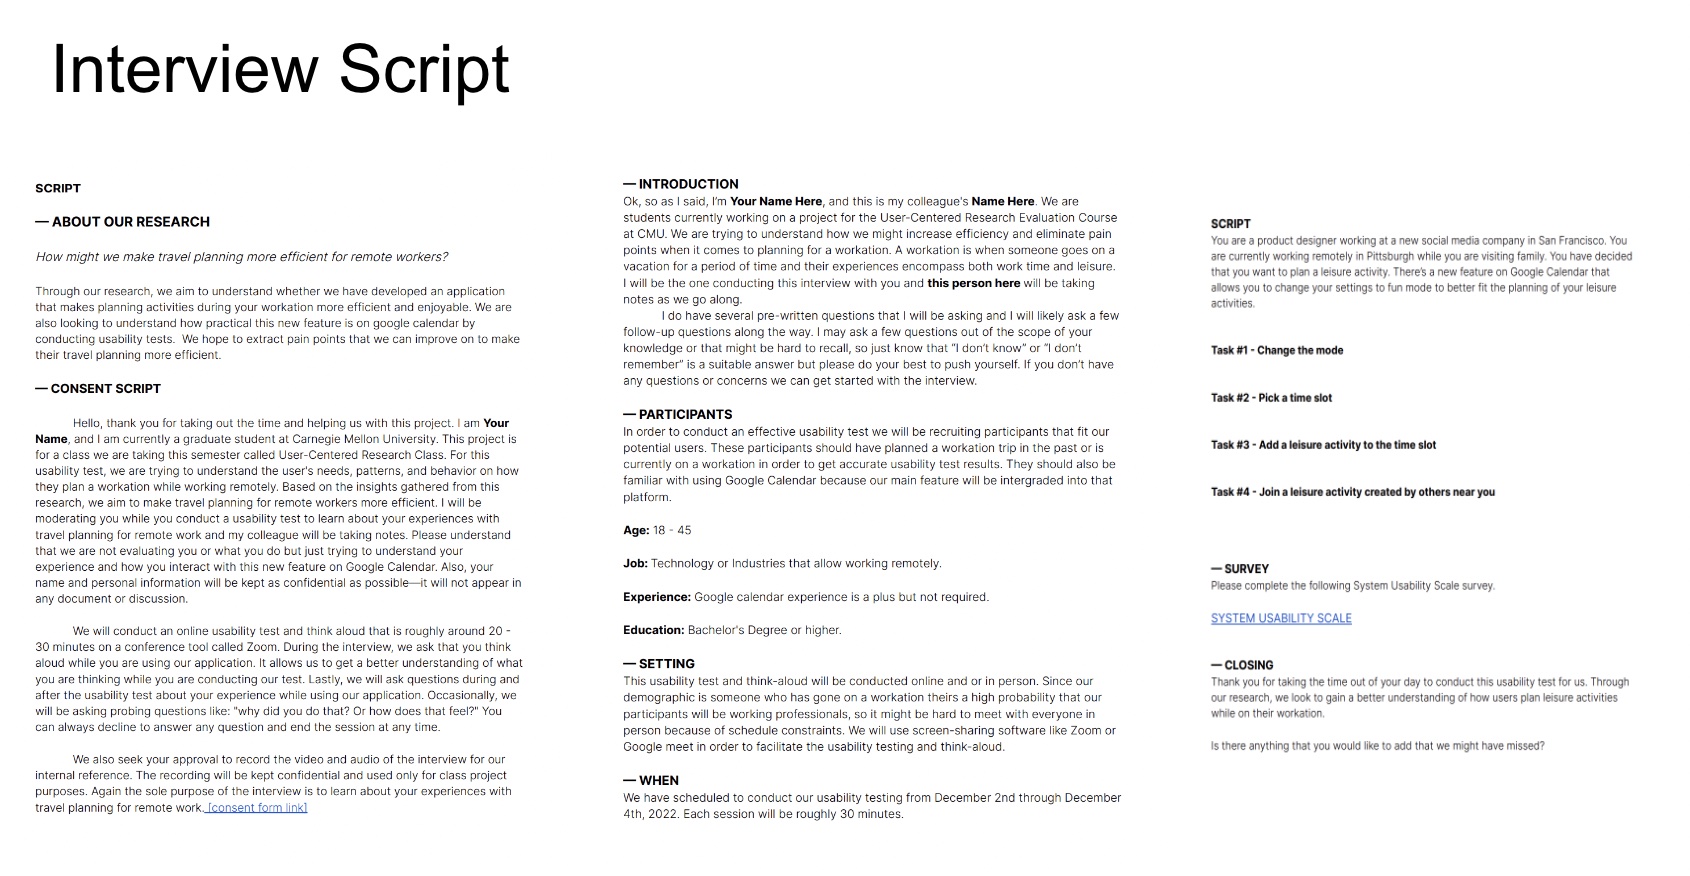 Interview Script
SCRIPT
— ABOUT OUR RESEARCH
How might we make travel planning more efficient for remote workers?
Through our research, we aim to understand whether we have developed an application
that makes planning activities during your workation more efficient and enjoyable. We are
also looking to understand how practical this new feature is on google calendar by
conducting usability tests.  We hope to extract pain points that we can improve on to make
their travel planning more efficient.
— CONSENT SCRIPT
Hello, thank you for taking out the time and helping us with this project. I am Your
Name, and I am currently a graduate student at Carnegie Mellon University. This project is
for a class we are taking this semester called User-Centered Research Class. For this
usability test, we are trying to understand the user's needs, patterns, and behavior on how
they plan a workation while working remotely. Based on the insights gathered from this
research, we aim to make travel planning for remote workers more efficient. I will be
moderating you while you conduct a usability test to learn about your experiences with
travel planning for remote work and my colleague will be taking notes. Please understand
that we are not evaluating you or what you do but just trying to understand your
experience and how you interact with this new feature on Google Calendar. Also, your
name and personal information will be kept as confidential as possible—it will not appear in
any document or discussion.
We will conduct an online usability test and think aloud that is roughly around 20 -
30 minutes on a conference tool called Zoom. During the interview, we ask that you think
aloud while you are using our application. It allows us to get a better understanding of what
you are thinking while you are conducting our test. Lastly, we will ask questions during and
after the usability test about your experience while using our application. Occasionally, we
will be asking probing questions like: "why did you do that? Or how does that feel?" You
can always decline to answer any question and end the session at any time.
We also seek your approval to record the video and audio of the interview for our
internal reference. The recording will be kept confidential and used only for class project
purposes. Again the sole purpose of the interview is to learn about your experiences with
travel planning for remote work. [consent form link]
— INTRODUCTION
Ok, so as I said, I'm Your Name Here, and this is my colleague's Name Here. We are
students currently working on a project for the User-Centered Research Evaluation Course
at CMU. We are trying to understand how we might increase efficiency and eliminate pain
points when it comes to planning for a workation. A workation is when someone goes on a
vacation for a period of time and their experiences encompass both work time and leisure.
I will be the one conducting this interview with you and this person here will be taking
notes as we go along.
I do have several pre-written questions that I will be asking and I will likely ask a few
follow-up questions along the way. I may ask a few questions out of the scope of your
knowledge or that might be hard to recall, so just know that "I don't know" or "I don't
remember" is a suitable answer but please do your best to push yourself. If you don't have
any questions or concerns we can get started with the interview.
— PARTICIPANTS
In order to conduct an effective usability test we will be recruiting participants that fit our
potential users. These participants should have planned a workation trip in the past or is
currently on a workation in order to get accurate usability test results. They should also be
familiar with using Google Calendar because our main feature will be intergraded into that
platform.
Age: 18 - 45
Job: Technology or Industries that allow working remotely.
Experience: Google calendar experience is a plus but not required.
Education: Bachelor's Degree or higher.
— SETTING
This usability test and think-aloud will be conducted online and or in person. Since our
demographic is someone who has gone on a workation theirs a high probability that our
participants will be working professionals, so it might be hard to meet with everyone in
person because of schedule constraints. We will use screen-sharing software like Zoom or
Google meet in order to facilitate the usability testing and think-aloud.
— WHEN
We have scheduled to conduct our usability testing from December 2nd through December
4th, 2022. Each session will be roughly 30 minutes.
SCRIPT
You are a product designer working at a new social media company in San Francisco. You
are currently working remotely in Pittsburgh while you are visiting family. You have decided
that you want to plan a leisure activity. There's a new feature on Google Calendar that
allows you to change your settings to fun mode to better fit the planning of your leisure
activities.
Task #1 - Change the mode
Task #2 - Pick a time slot
Task #3 - Add a leisure activity to the time slot
Task #4 - Join a leisure activity created by others near you
— SURVEY
Please complete the following System Usability Scale survey.
SYSTEM USABILITY SCALE
— CLOSING
Thank you for taking the time out of your day to conduct this usability test for us. Through
our research, we look to gain a better understanding of how users plan leisure activities
while on their workation.
Is there anything that you would like to add that we might have missed?